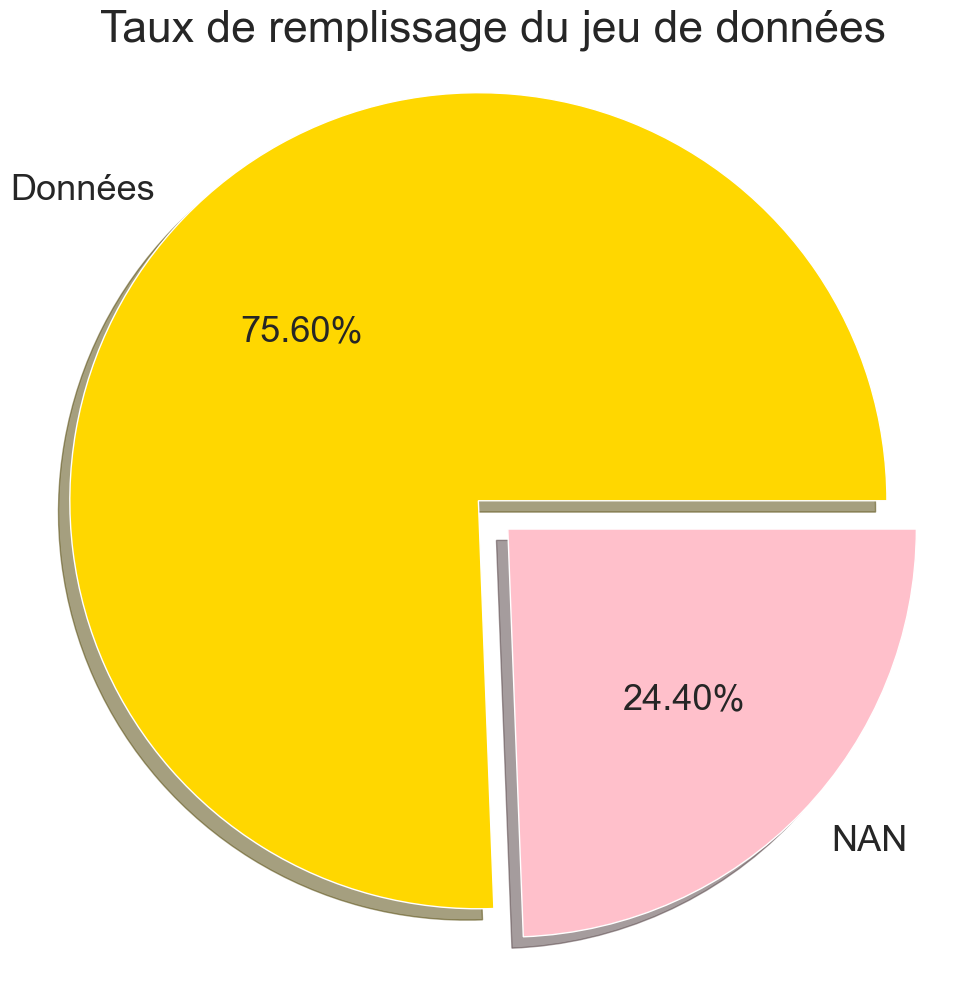 Taux de remplissage du jeu de données
Données
75.60%
24.40%
NAN